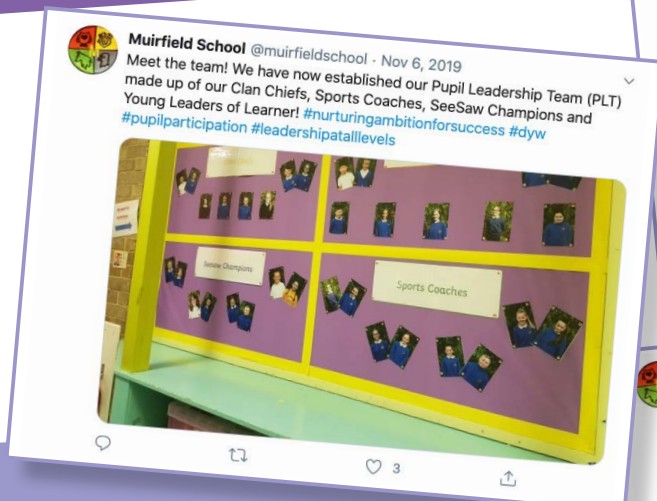 Muirfield School @muirfieldschool · Nov 6, 2019
Meet the team! We have now established our Pupil Leadership Team (PLT)
made up of our Clan Chiefs, Sports Coaches, SeeSaw Champions and
Young Leaders of Learner! #nurturingambitionforsuccess #dyw
#pupilparticipation #leadershipatalllevels
SeeSaw Champions
Sports Coaches
3